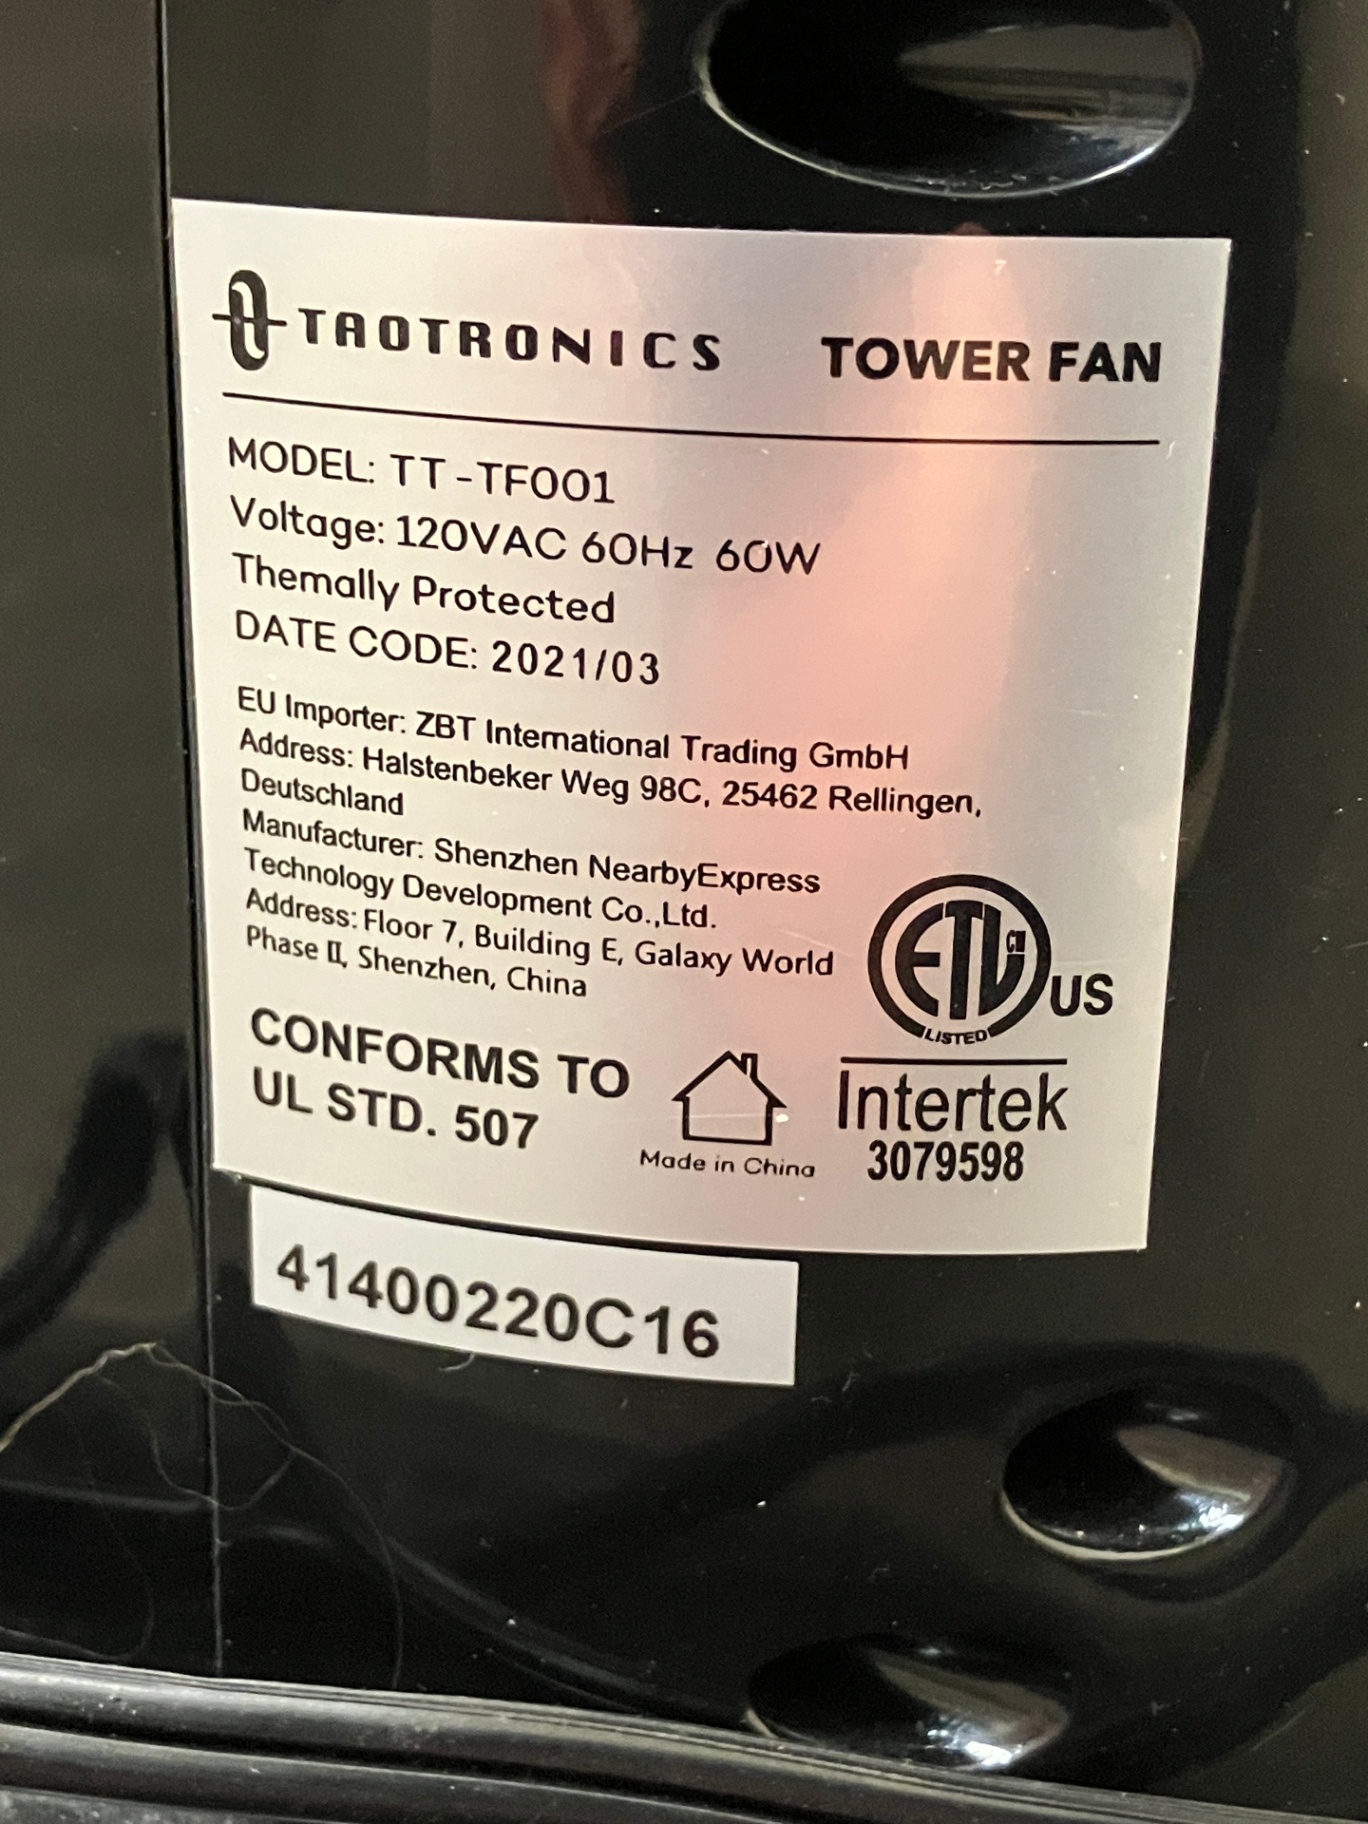 TAOTRONICS TOWER FAN
MODEL: TT-TF001
Voltage: 120VAC 60Hz 60W
Themally Protected
DATE CODE: 2021/03
EU Importer: ZBT International Trading GmbH
Address: Halstenbeker Weg 98C, 25462 Rellingen,
Deutschland
Manufacturer: Shenzhen NearbyExpress
Technology Development Co.,Ltd.
Address: Floor 7, Building E, Galaxy World
Phase II, Shenzhen, China
CONFORMS TO
UL STD. 507
Made in China
ETL CM US
LISTED
Intertek
3079598
41400220C16